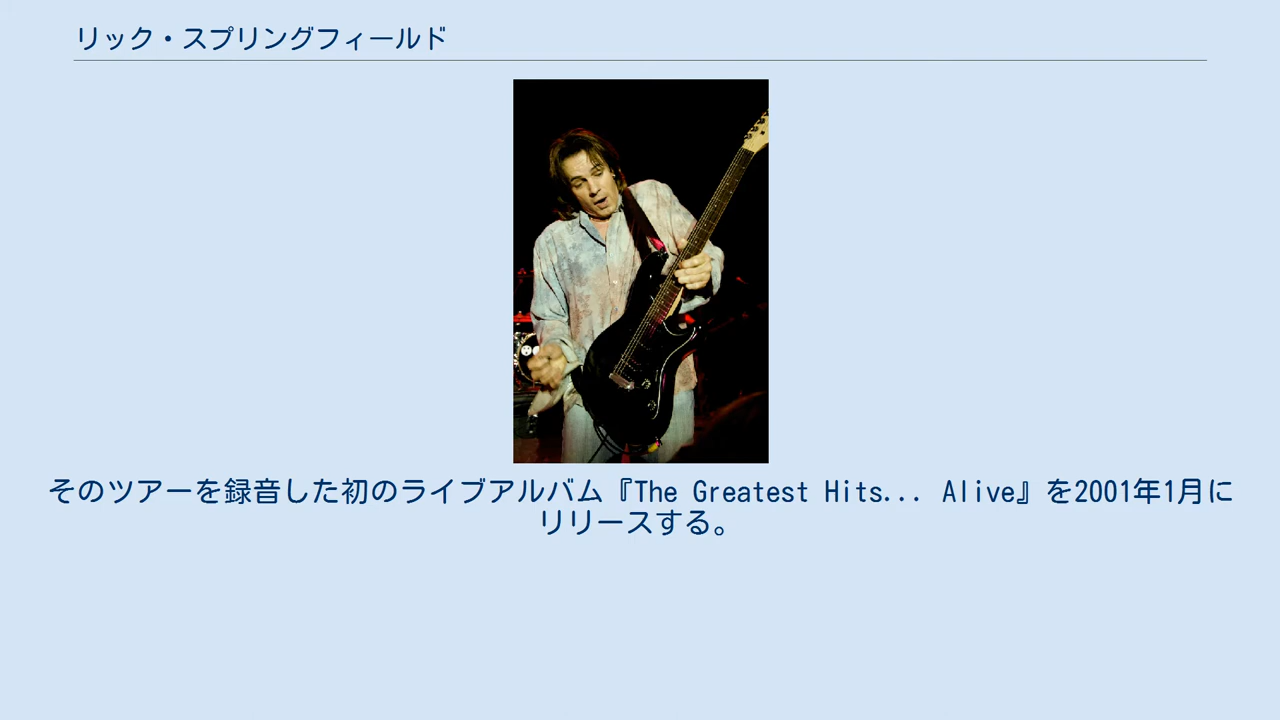 リック・スプリングフィールド
そのツアーを録音した初のライブアルバム『The Greatest Hits... Alive』を2001年1月に
リリースする。